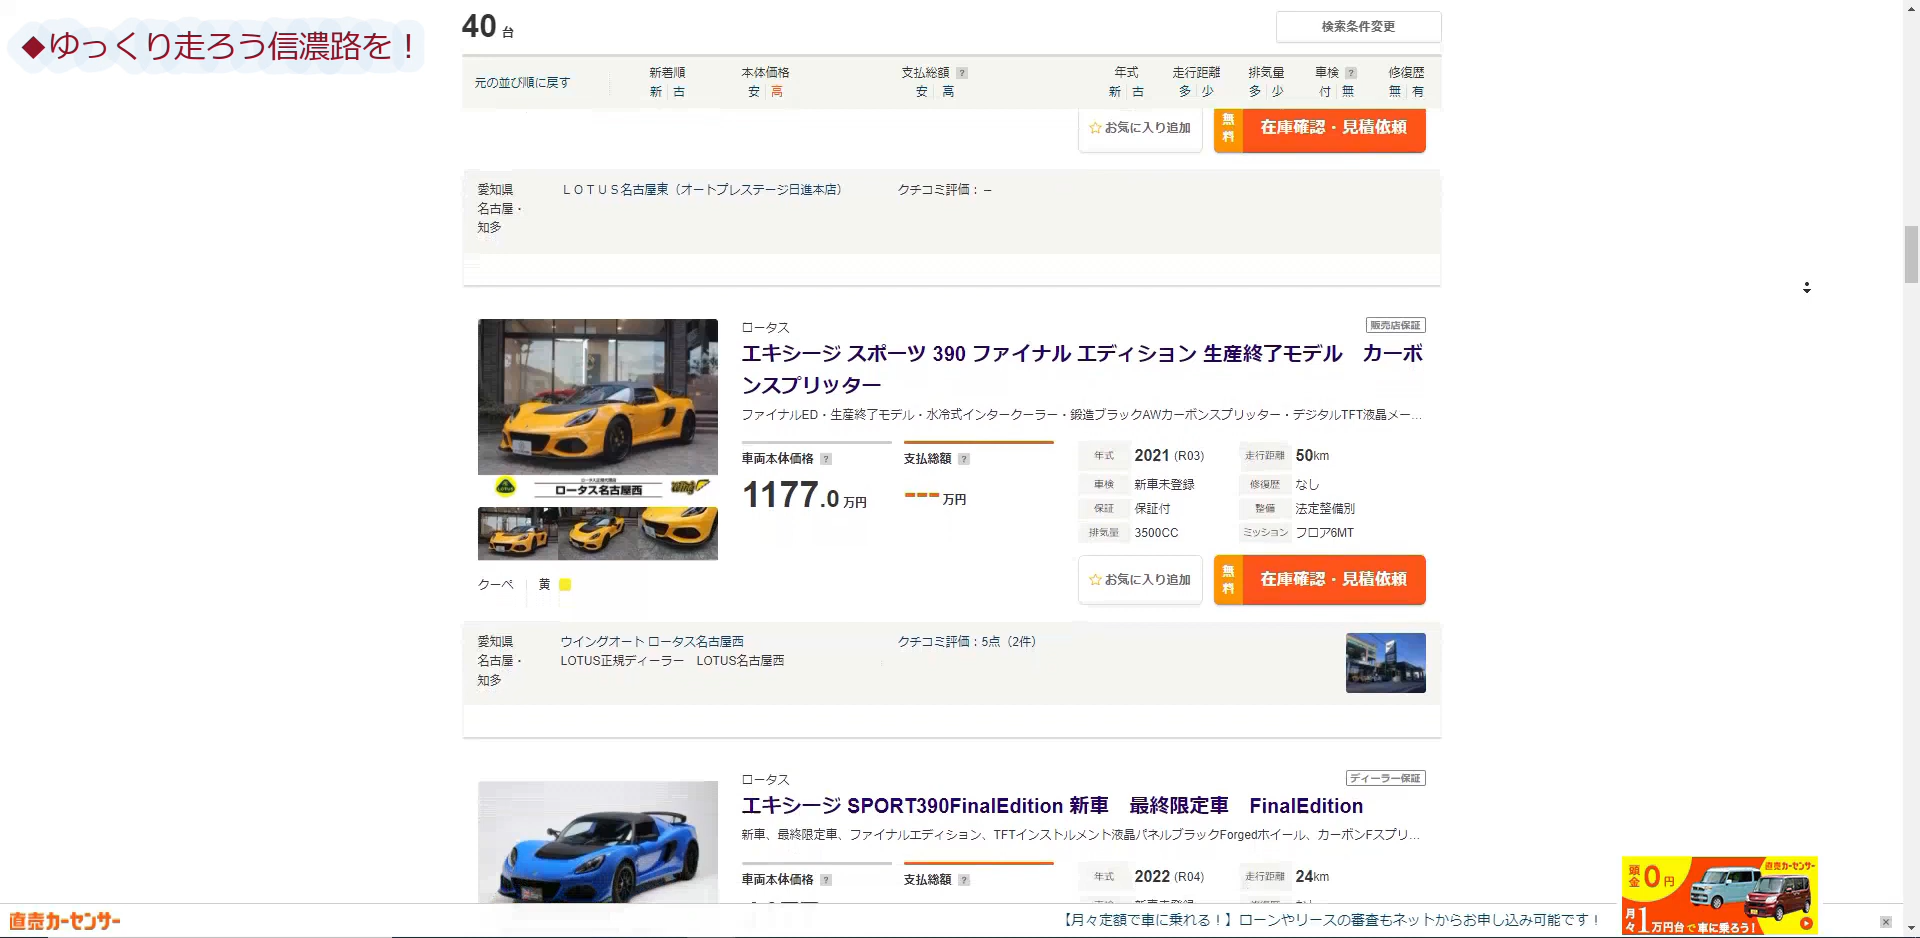 ◆ゆっくり走ろう信濃路を！
40 台
検索条件変更
元の並び順に戻す
新着順
新 古
本体価格
安 高
支払総額 ?
安 高
年式
新 古
走行距離
多 少
排気量
多 少
車検 ?
付 無
修復歴
無 有
☆お気に入り追加
無料
在庫確認・見積依頼
愛知県
名古屋・
知多
ＬＯＴＵＳ名古屋東（オートプレステージ日進本店）
クチコミ評価：－
ロータス
販売店保証
エキシージ スポーツ 390 ファイナル エディション 生産終了モデル　カーボ
ンスプリッター
ファイナルED・生産終了モデル・水冷式インタークーラー・鍛造ブラックAWカーボンスプリッター・デジタルTFT液晶メー…
車両本体価格 ?
1177.0 万円
支払総額 ?
--- 万円
年式 2021 (R03)
走行距離 50km
車検 新車未登録
修復歴 なし
保証 保証付
整備 法定整備別
排気量 3500CC
ミッション フロア6MT
ロータス名古屋西
クーペ
黄
☆お気に入り追加
無料
在庫確認・見積依頼
愛知県
名古屋・
知多
ウイングオート ロータス名古屋西
LOTUS正規ディーラー　LOTUS名古屋西
クチコミ評価：5点（2件）
ロータス
ディーラー保証
エキシージ SPORT390FinalEdition 新車　最終限定車　FinalEdition
新車、最終限定車、ファイナルエディション、TFTインストルメント液晶パネルブラックForgedホイール、カーボンFスプリ…
車両本体価格 ?
支払総額 ?
年式 2022 (R04)
走行距離 24km
直売カーセンサー
【月々定額で車に乗れる！】ローンやリースの審査もネットからお申し込み可能です！
直売カーセンサー
頭金0円
月々1万円台で車に乗ろう！